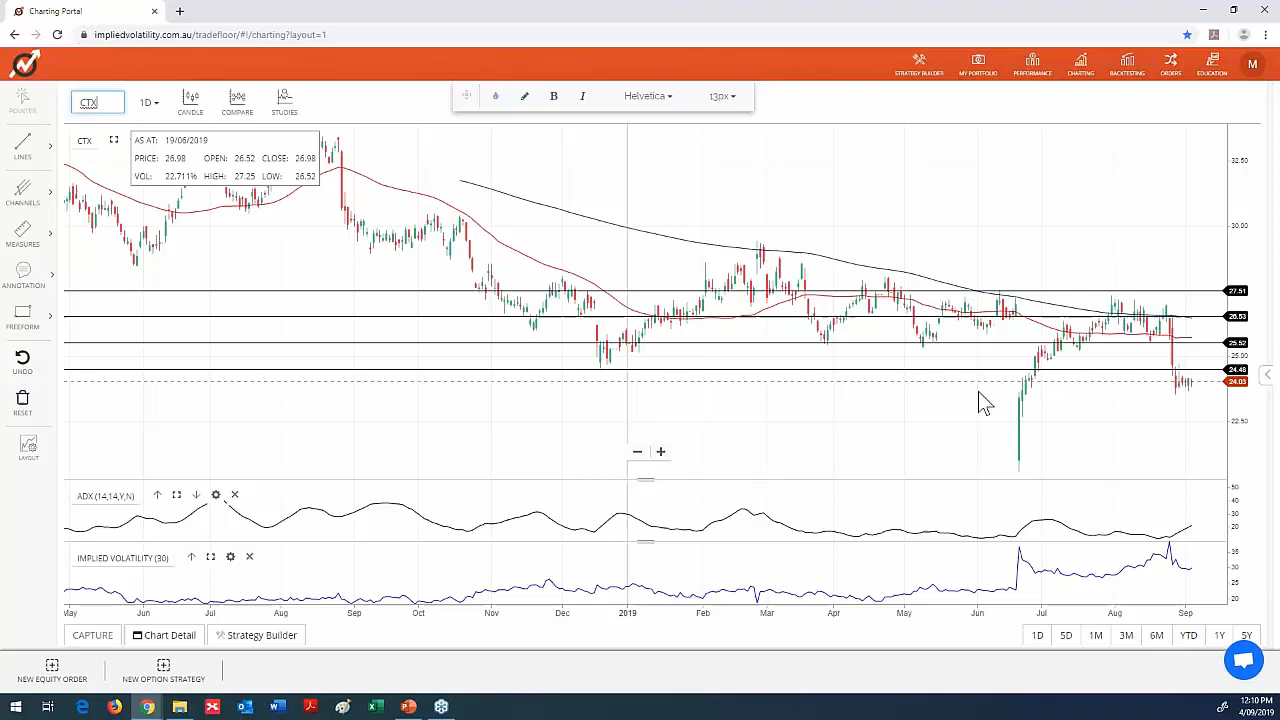 Charting Portal
impliedvolatility.com.au/tradefloor/#!/charting?layout=1
STRATEGY BUILDER
MY PORTFOLIO
PERFORMANCE
CHARTING
BACKTESTING
ORDERS
EDUCATION
M
POINTER
CTX
1D
CANDLE
COMPARE
STUDIES
B
I
Helvetica
13px
LINES
CHANNELS
MEASURES
ANNOTATION
FREEFORM
UNDO
RESET
LAYOUT
CTX
AS AT: 19/06/2019
PRICE: 26.98 OPEN: 26.52 CLOSE: 26.98
VOL: 22.711% HIGH: 27.25 LOW: 26.52
32.50
30.00
27.51
26.53
25.52
25.00
24.48
24.03
22.50
ADX (14,14,Y,N)
50
40
30
20
IMPLIED VOLATILITY (30)
35
30
25
20
May Jun Jul Aug Sep Oct Nov Dec 2019 Feb Mar Apr May Jun Jul Aug Sep
CAPTURE Chart Detail Strategy Builder
1D 5D 1M 3M 6M YTD 1Y 5Y
NEW EQUITY ORDER
NEW OPTION STRATEGY
12:10 PM
4/09/2019